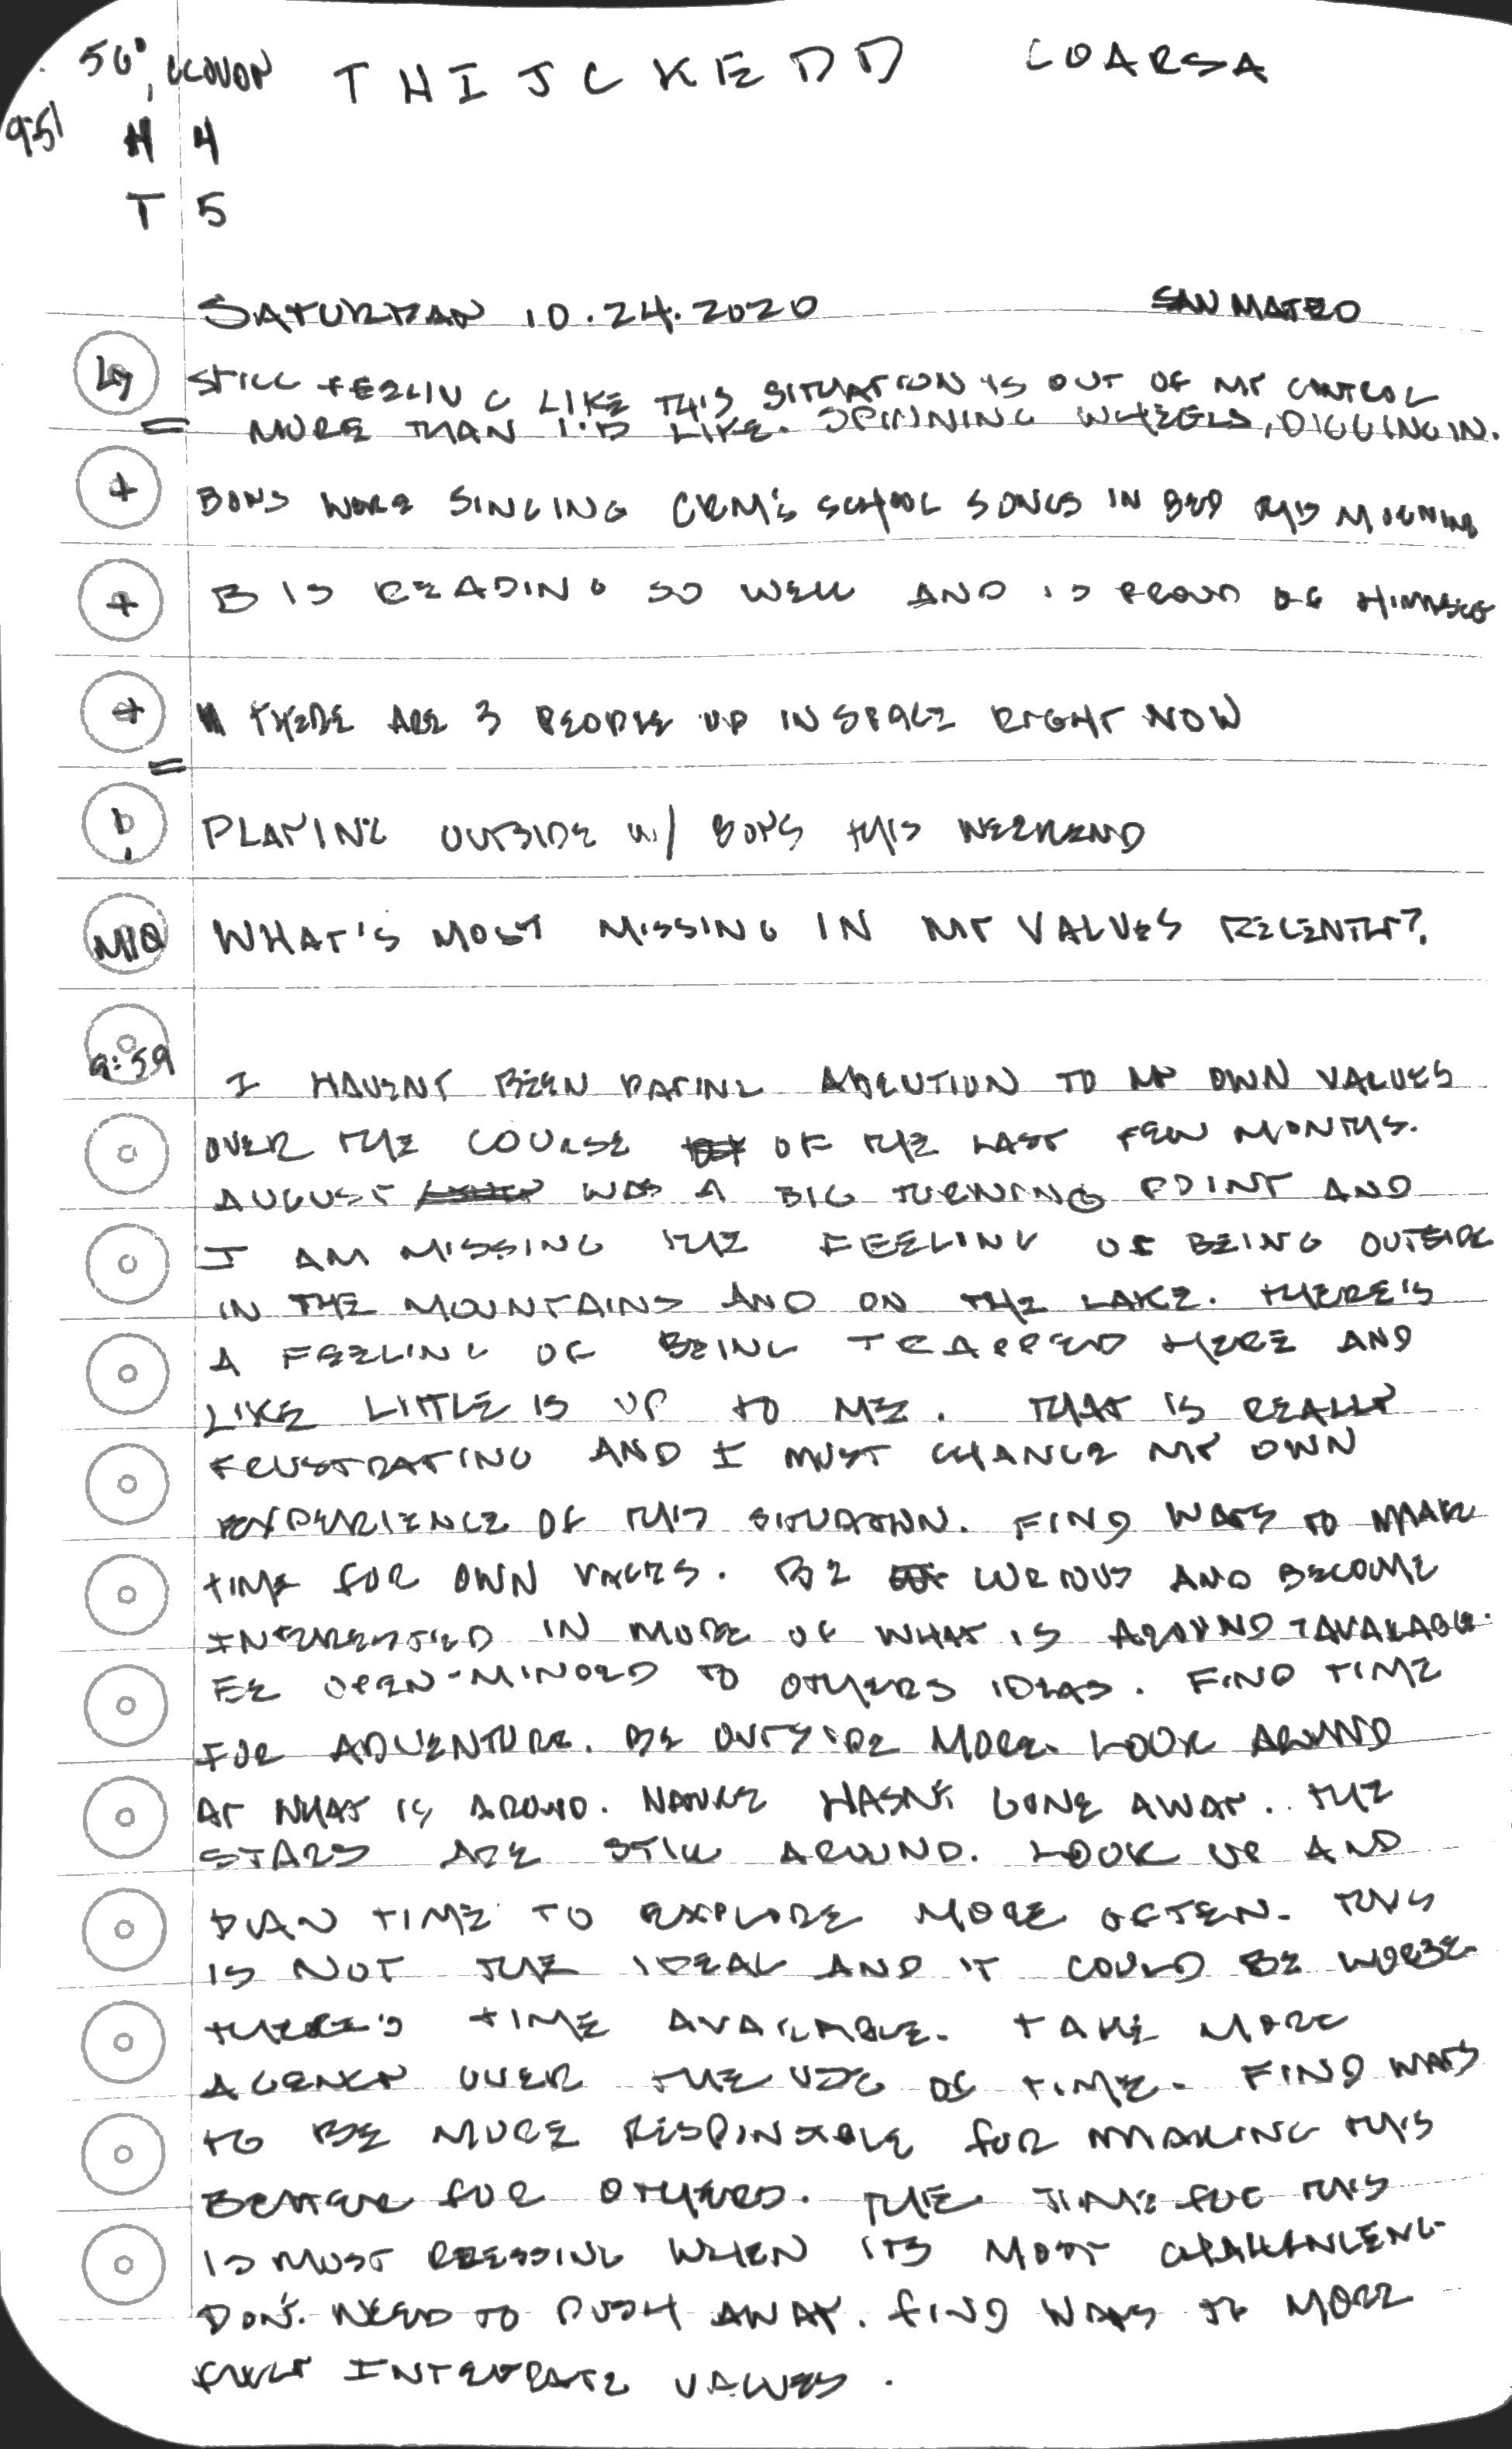 56°, CLOUDY THIJCKEDD COARSA
951 H 4
T 5
SATURDAY 10.24.2020 SAN MATEO
STILL FEELING LIKE THIS SITUATION IS OUT OF MY CONTROL
= MORE THAN I'D LIKE. SPINNING WHEELS, DIGGING IN.
+ BOYS WERE SINGING CRM'S SCHOOL SONGS IN BED THIS MORNING
+ B IS READING SO WELL AND IS PROUD OF HIMSELF
+ THERE ARE 3 PEOPLE UP IN SPACE RIGHT NOW
=
! PLAYING OUTSIDE W/ BOYS THIS WEEKEND
MIQ WHAT'S MOST MISSING IN MY VALUES RECENTLY?
9:59
I HAVENT BEEN PAYING ATTENTION TO MY OWN VALUES
OVER THE COURSE OF THE LAST FEW MONTHS.
AUGUST WAS A BIG TURNING POINT AND
I AM MISSING THE FEELING OF BEING OUTSIDE
IN THE MOUNTAINS AND ON THE LAKE. THERE'S
A FEELING OF BEING TRAPPED HERE AND
LIKE LITTLE IS UP TO ME. THAT IS REALLY
FRUSTRATING AND I MUST CHANGE MY OWN
EXPERIENCE OF THIS SITUATION. FIND WAYS TO MAKE
TIME FOR OWN VALUES. BE CURIOUS AND BECOME
INTERESTED IN MORE OF WHAT IS AROUND + AVAILABLE.
BE OPEN-MINDED TO OTHERS IDEAS. FIND TIME
FOR ADVENTURE. BE OUTSIDE MORE. LOOK AROUND
AT WHAT IS AROUND. NATURE HASN'T GONE AWAY. THE
STARS ARE STILL AROUND. LOOK UP AND
PLAN TIME TO EXPLORE MORE OFTEN. THIS
IS NOT THE IDEAL AND IT COULD BE WORSE.
THERE'S TIME AVAILABLE. TAKE MORE
AGENCY OVER THE USE OF TIME. FIND WAYS
TO BE MORE RESPONSIBLE FOR MAKING THIS
BETTER FOR OTHERS. THE TIME FOR THIS
IS MOST PRESSING WHEN ITS MOST CHALLENGING
DON'T NEED TO PUSH AWAY. FIND WAYS TO MORE
FULLY INTEGRATE VALUES.